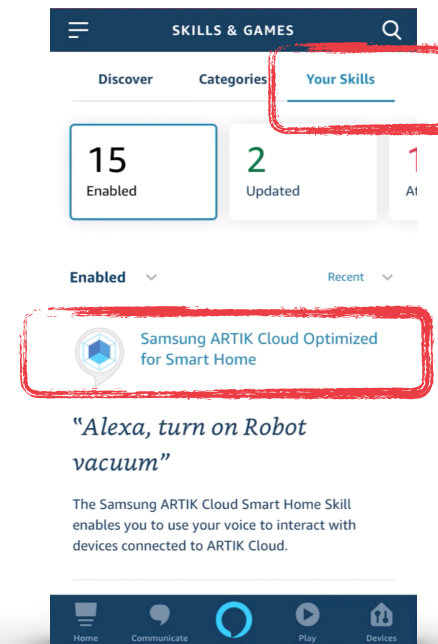 SKILLS & GAMES
Discover Categories Your Skills
15 2 1
Enabled Updated
Enabled Recent
Samsung ARTIK Cloud Optimized
for Smart Home
“Alexa, turn on Robot
vacuum”
The Samsung ARTIK Cloud Smart Home Skill
enables you to use your voice to interact with
devices connected to ARTIK Cloud.
Home Communicate Play Devices